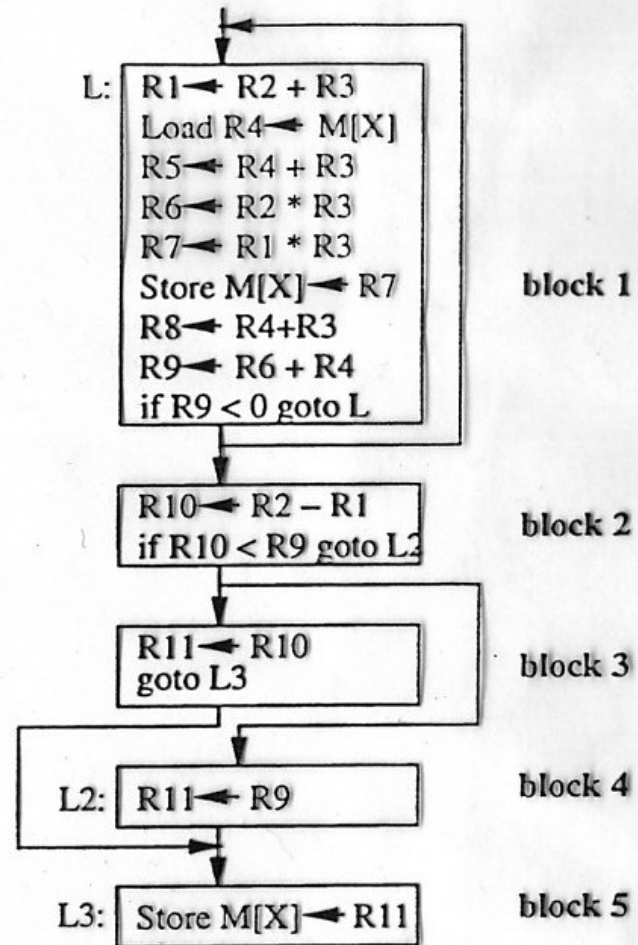 L: R1← R2 + R3
Load R4← M[X]
R5← R4 + R3
R6← R2 * R3
R7← R1 * R3
Store M[X]← R7
block 1
R8← R4+R3
R9← R6 + R4
if R9 < 0 goto L
R10← R2 – R1
block 2
if R10 < R9 goto L2
R11← R10
block 3
goto L3
block 4
L2: R11← R9
L3: Store M[X]← R11
block 5